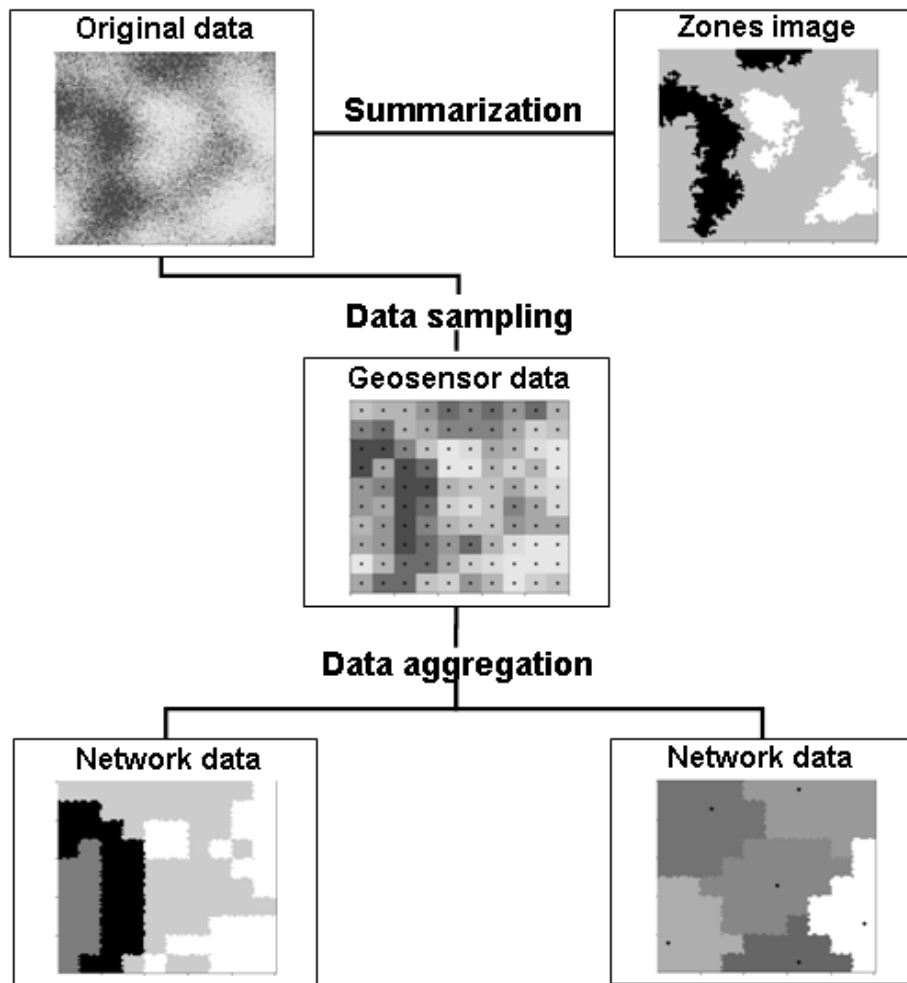 Original data
Zones image
Summarization
Data sampling
Geosensor data
Data aggregation
Network data
Network data